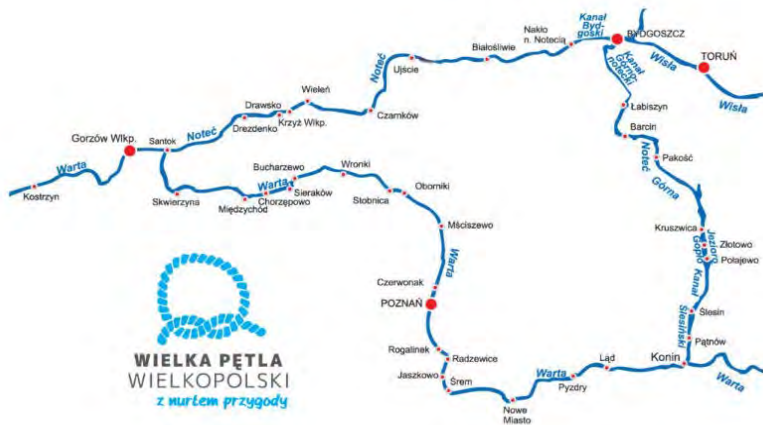 Kanał
Byd-
goski
Nakło
n. Notecią
BYDGOSZCZ
Białośliwie
Ujście
Noteć
TORUŃ
Wisła
Wisła
Kanał
Górno-
notecki
Wieleń
Drawsko
Krzyż Wlkp.
Drezdenko
Czarnków
Łabiszyn
Barcin
Gorzów Wlkp.
Santok
Noteć
Pakość
Noteć
Górna
Warta
Kostrzyn
Bucharzewo
Wronki
Warta
Sieraków
Chorzępowo
Skwierzyna
Międzychód
Stobnica
Oborniki
Mściszewo
Warta
Kruszwica
Jezioro
Gopło
Złotowo
Połajewo
Kanał
Ślesiński
Czerwonak
POZNAŃ
Ślesin
Pątnów
Rogalinek
Radzewice
Jaszkowo
Śrem
Nowe
Miasto
Warta
Pyzdry
Ląd
Konin
Warta
WIELKA PĘTLA
WIELKOPOLSKI
z nurtem przygody